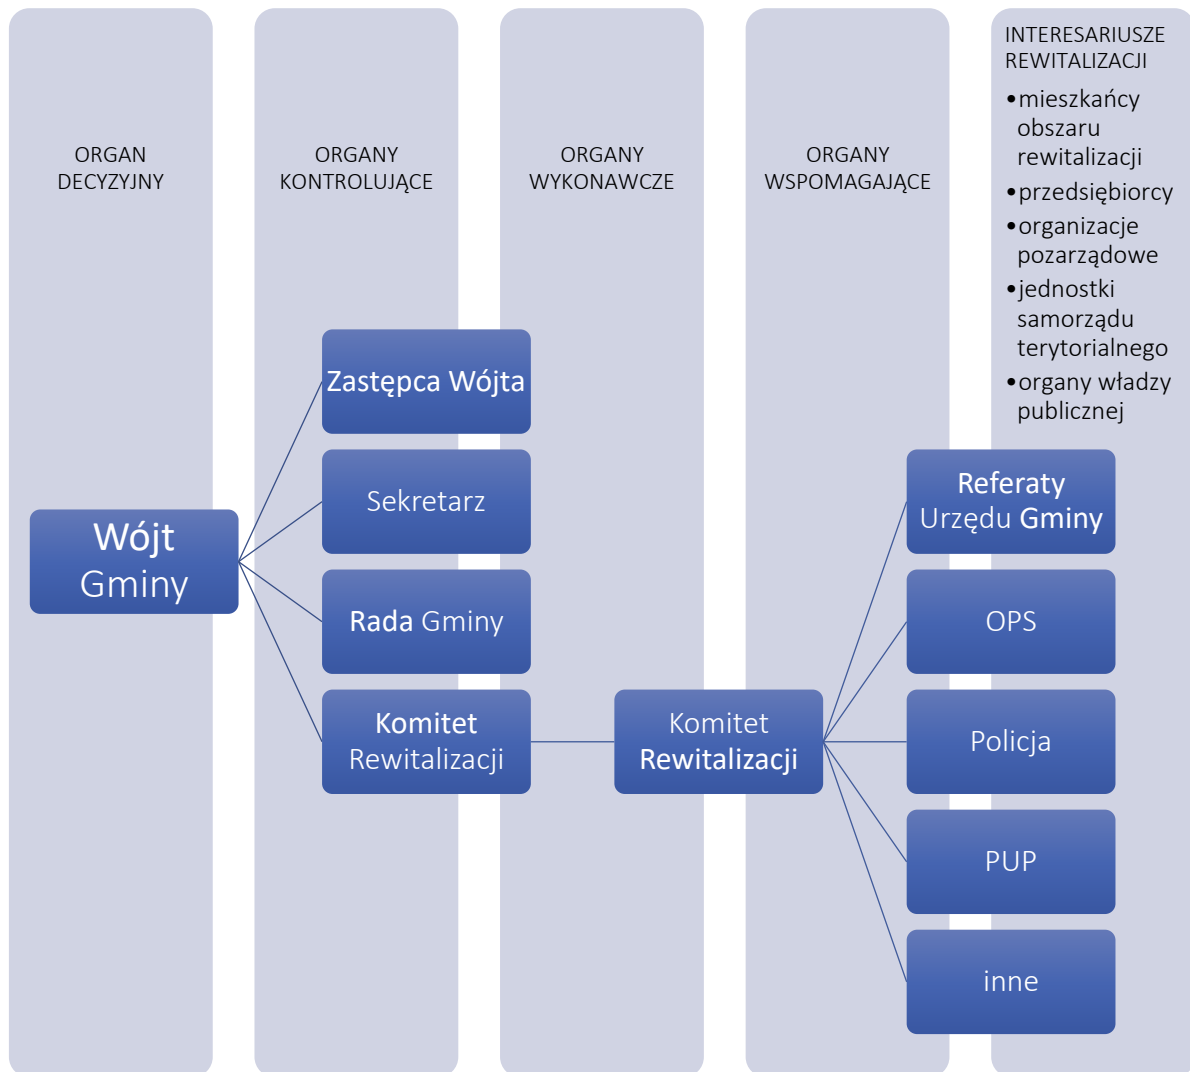 ORGAN
DECYZYJNY
ORGANY
KONTROLUJĄCE
ORGANY
WYKONAWCZE
ORGANY
WSPOMAGAJĄCE
INTERESARIUSZE
REWITALIZACJI
•mieszkańcy
obszaru
rewitalizacji
•przedsiębiorcy
•organizacje
pozarządowe
•jednostki
samorządu
terytorialnego
•organy władzy
publicznej
Wójt
Gminy
Zastępca Wójta
Sekretarz
Rada Gminy
Komitet
Rewitalizacji
Komitet
Rewitalizacji
Referaty
Urzędu Gminy
OPS
Policja
PUP
inne